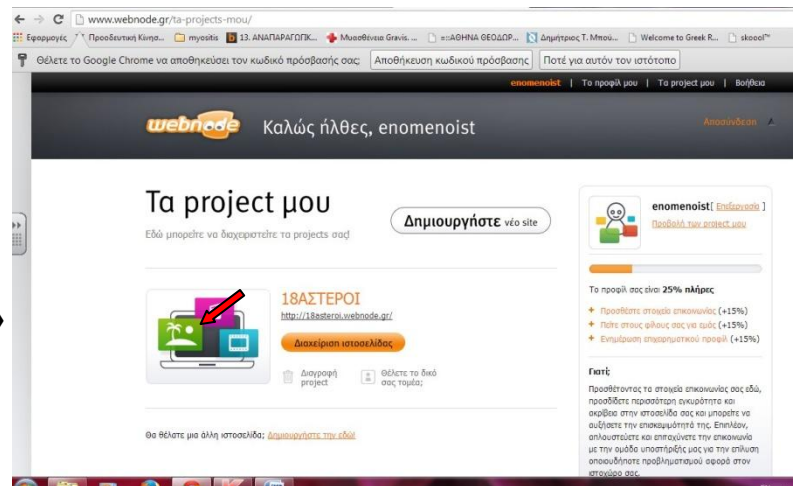 www.webnode.gr/ta-projects-mou/
Εφαρμογές Προοδευτική Κίνησ... myositis 13. ΑΝΑΠΑΡΑΓΩΓΙΚ... Μυασθένεια Gravis. ... =::ΑΘΗΝΑ ΘΕΟΔΩΡ... Δημήτριος Τ. Μπού... Welcome to Greek R... skoool™
Θέλετε το Google Chrome να αποθηκεύσει τον κωδικό πρόσβασής σας; Αποθήκευση κωδικού πρόσβασης Ποτέ για αυτόν τον ιστότοπο
enomenoist | Το προφίλ μου | Τα project μου | Βοήθεια
webnode Καλώς ήλθες, enomenoist Αποσύνδεση
Τα project μου
Εδώ μπορείτε να διαχειριστείτε τα projects σας!
Δημιουργήστε νέο site
18ΑΣΤΕΡΟΙ
http://18asteroi.webnode.gr/
Διαχείριση ιστοσελίδας
Διαγραφή project
Θέλετε το δικό σας τομέα;
Θα θέλατε μια άλλη ιστοσελίδα; Δημιουργήστε την εδώ!
enomenoist[ Επεξεργασία ]
Προβολή των project μου
Το προφίλ σας είναι 25% πλήρες
+ Προσθέστε στοιχεία επικοινωνίας (+15%)
+ Πείτε στους φίλους σας για εμάς (+15%)
+ Ενημέρωση επιχειρηματικού προφίλ (+15%)
Γιατί;
Προσθέτοντας τα στοιχεία επικοινωνίας σας εδώ,
προσδίδετε περισσότερη εγκυρότητα και
ακρίβεια στην ιστοσελίδα σας και μπορείτε να
αυξήσετε την επισκεψιμότητά της. Επιπλέον,
απλουστεύετε και επιταχύνετε την επικοινωνία
με την ομάδα υποστήριξής μας για την επίλυση
οποιουδήποτε προβληματισμού αφορά στον
ιστοχώρο σας.